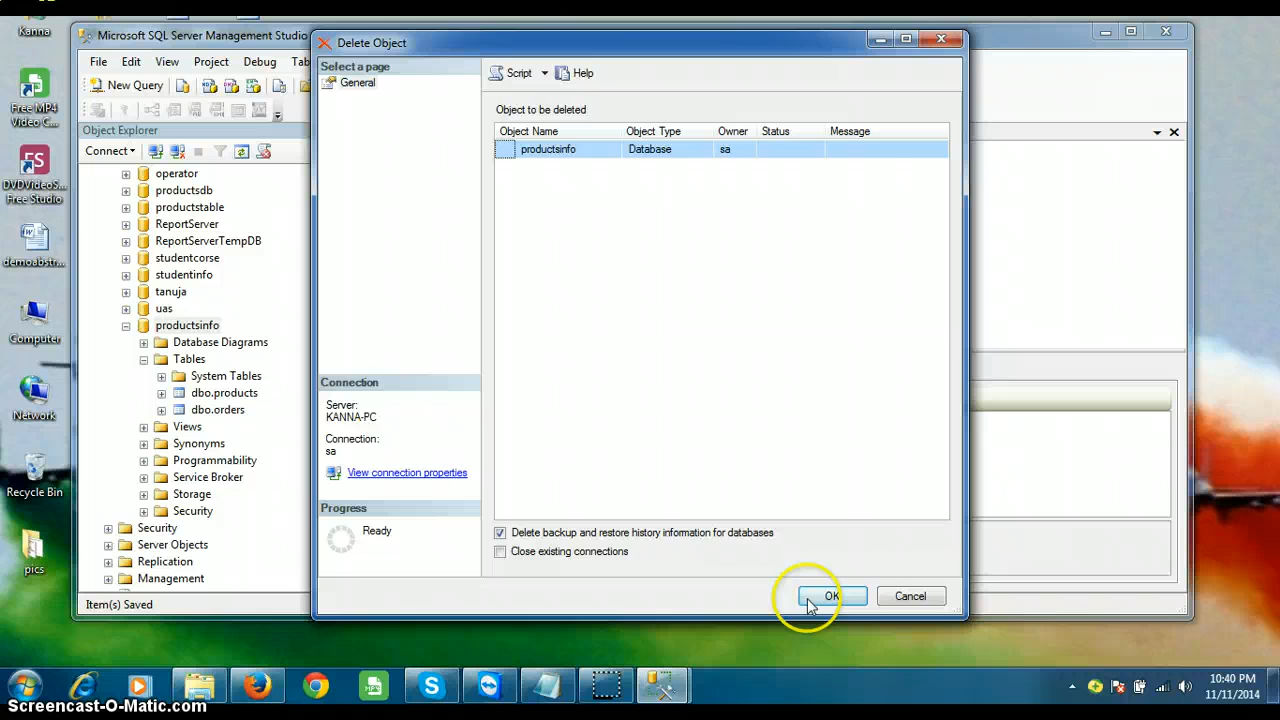 Kanna
Free MP4
Video C...
DVDVideoS...
Free Studio
demoabstr...
Computer
Network
Recycle Bin
pics
Microsoft SQL Server Management Studio
File Edit View Project Debug
New Query
Object Explorer
Connect
operator
productsdb
productstable
ReportServer
ReportServerTempDB
studentcorse
studentinfo
tanuja
uas
productsinfo
Database Diagrams
Tables
System Tables
dbo.products
dbo.orders
Views
Synonyms
Programmability
Service Broker
Storage
Security
Security
Server Objects
Replication
Management
Item(s) Saved
Delete Object
Select a page
General
Connection
Server:
KANNA-PC
Connection:
sa
View connection properties
Progress
Ready
Script Help
Object to be deleted
Object Name Object Type Owner Status Message
productsinfo Database sa
Delete backup and restore history information for databases
Close existing connections
OK Cancel
10:40 PM
11/11/2014
Screencast-O-Matic.com